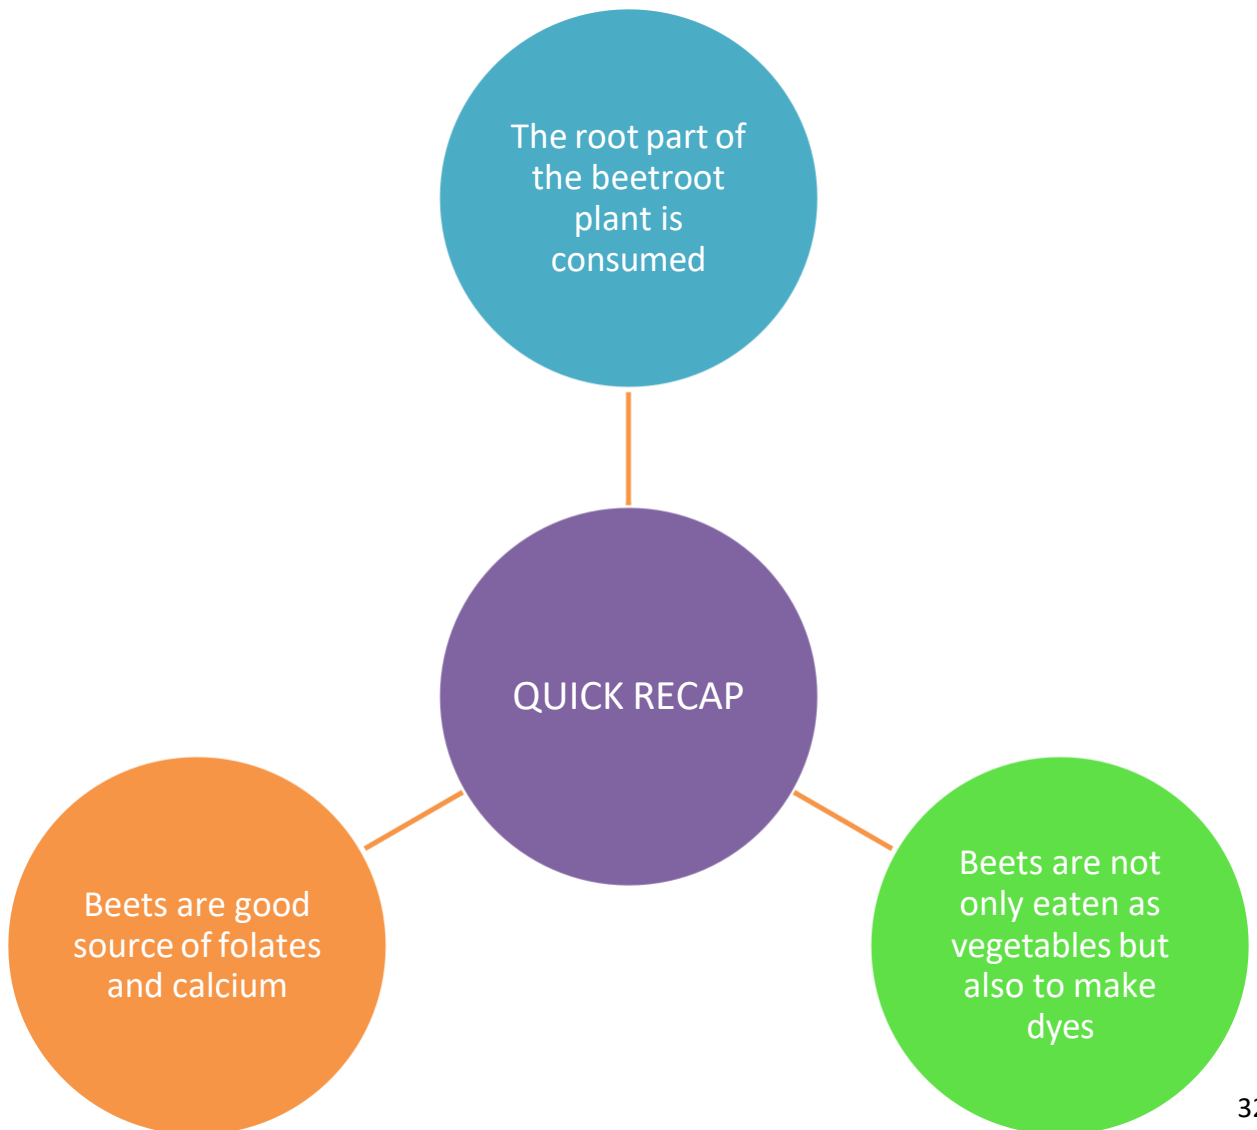 The root part of
the beetroot
plant is
consumed
QUICK RECAP
Beets are good
source of folates
and calcium
Beets are not
only eaten as
vegetables but
also to make
dyes
32